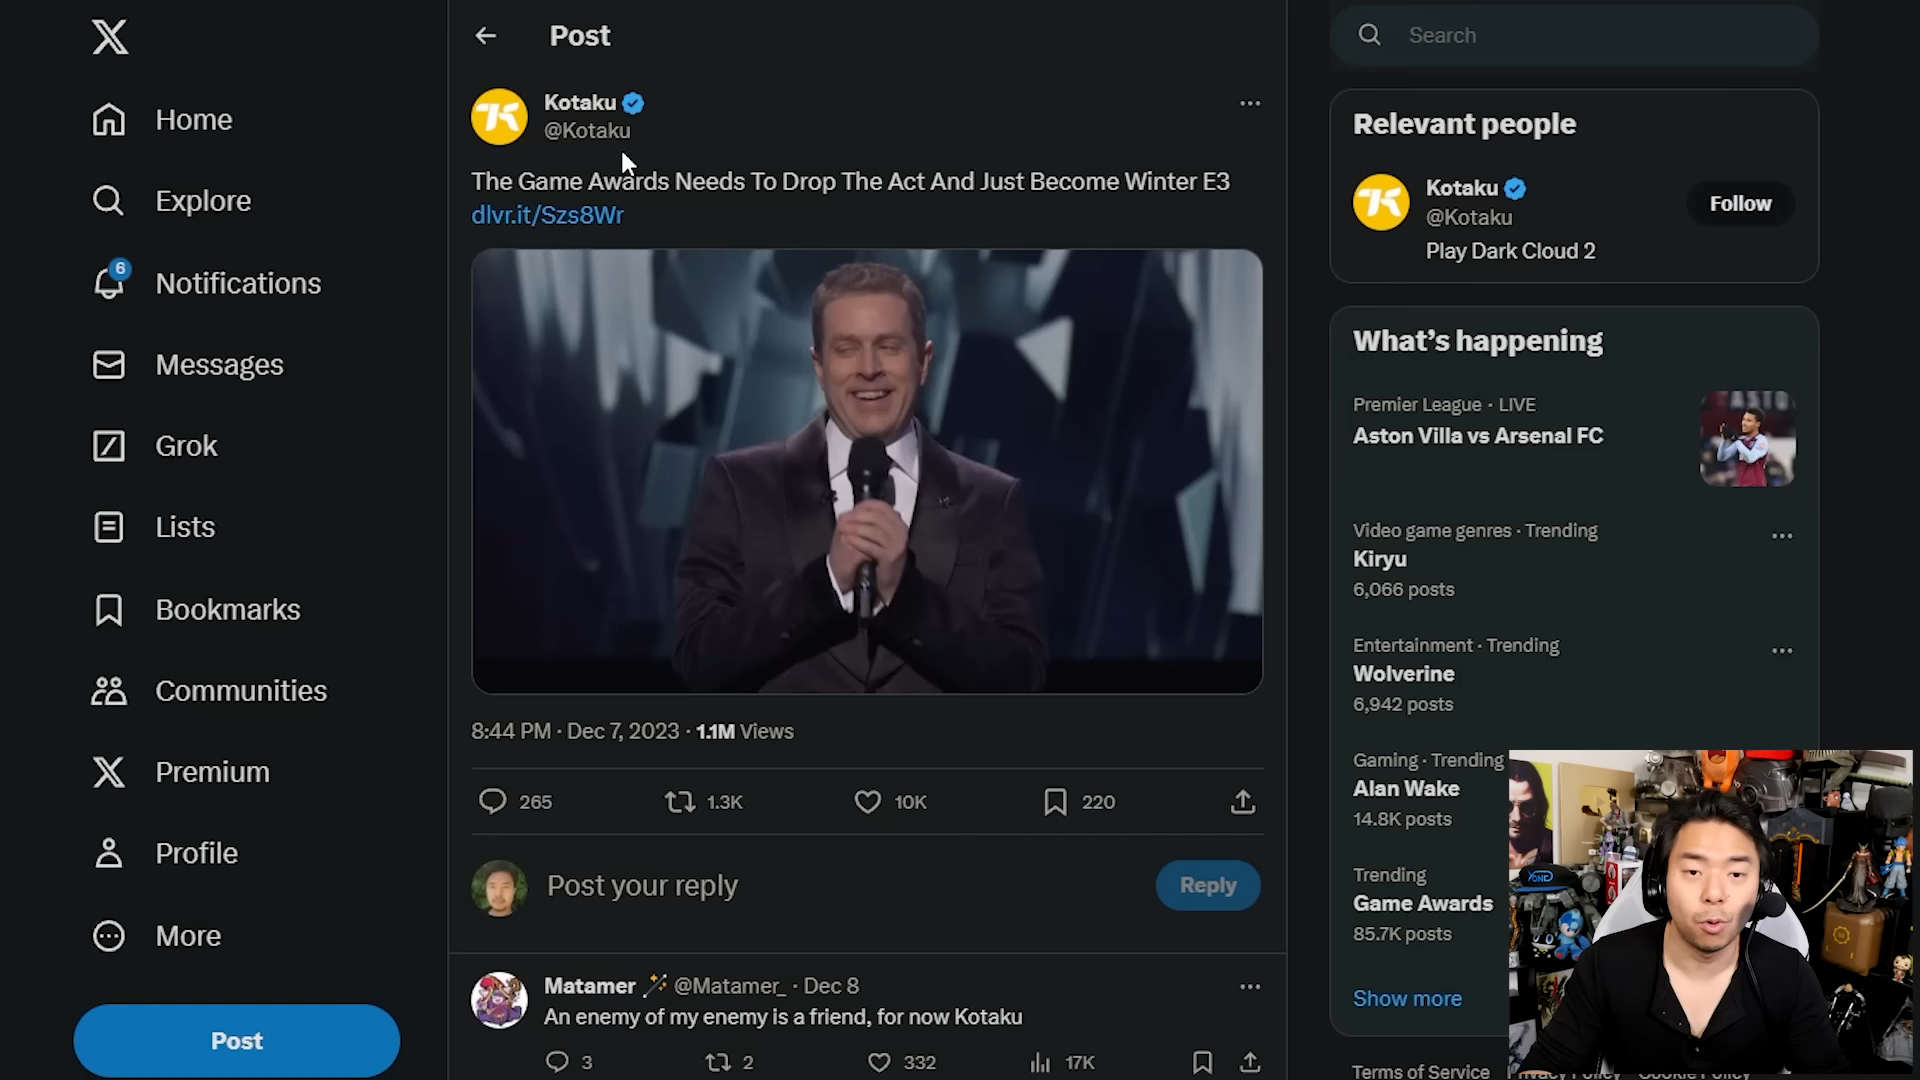 Home
Explore
6
Notifications
Messages
Grok
Lists
Bookmarks
Communities
Premium
Profile
More
Post
Post
Kotaku
@Kotaku
The Game Awards Needs To Drop The Act And Just Become Winter E3
dlvr.it/Szs8Wr
8:44 PM · Dec 7, 2023 · 1.1M Views
265 1.3K 10K 220
Post your reply
Reply
Matamer @Matamer_ · Dec 8
An enemy of my enemy is a friend, for now Kotaku
3 2 332 17K
Search
Relevant people
Kotaku
@Kotaku
Follow
Play Dark Cloud 2
What's happening
Premier League · LIVE
Aston Villa vs Arsenal FC
Video game genres · Trending
Kiryu
6,066 posts
Entertainment · Trending
Wolverine
6,942 posts
Gaming · Trending
Alan Wake
14.8K posts
Trending
Game Awards
85.7K posts
Show more
Terms of Service